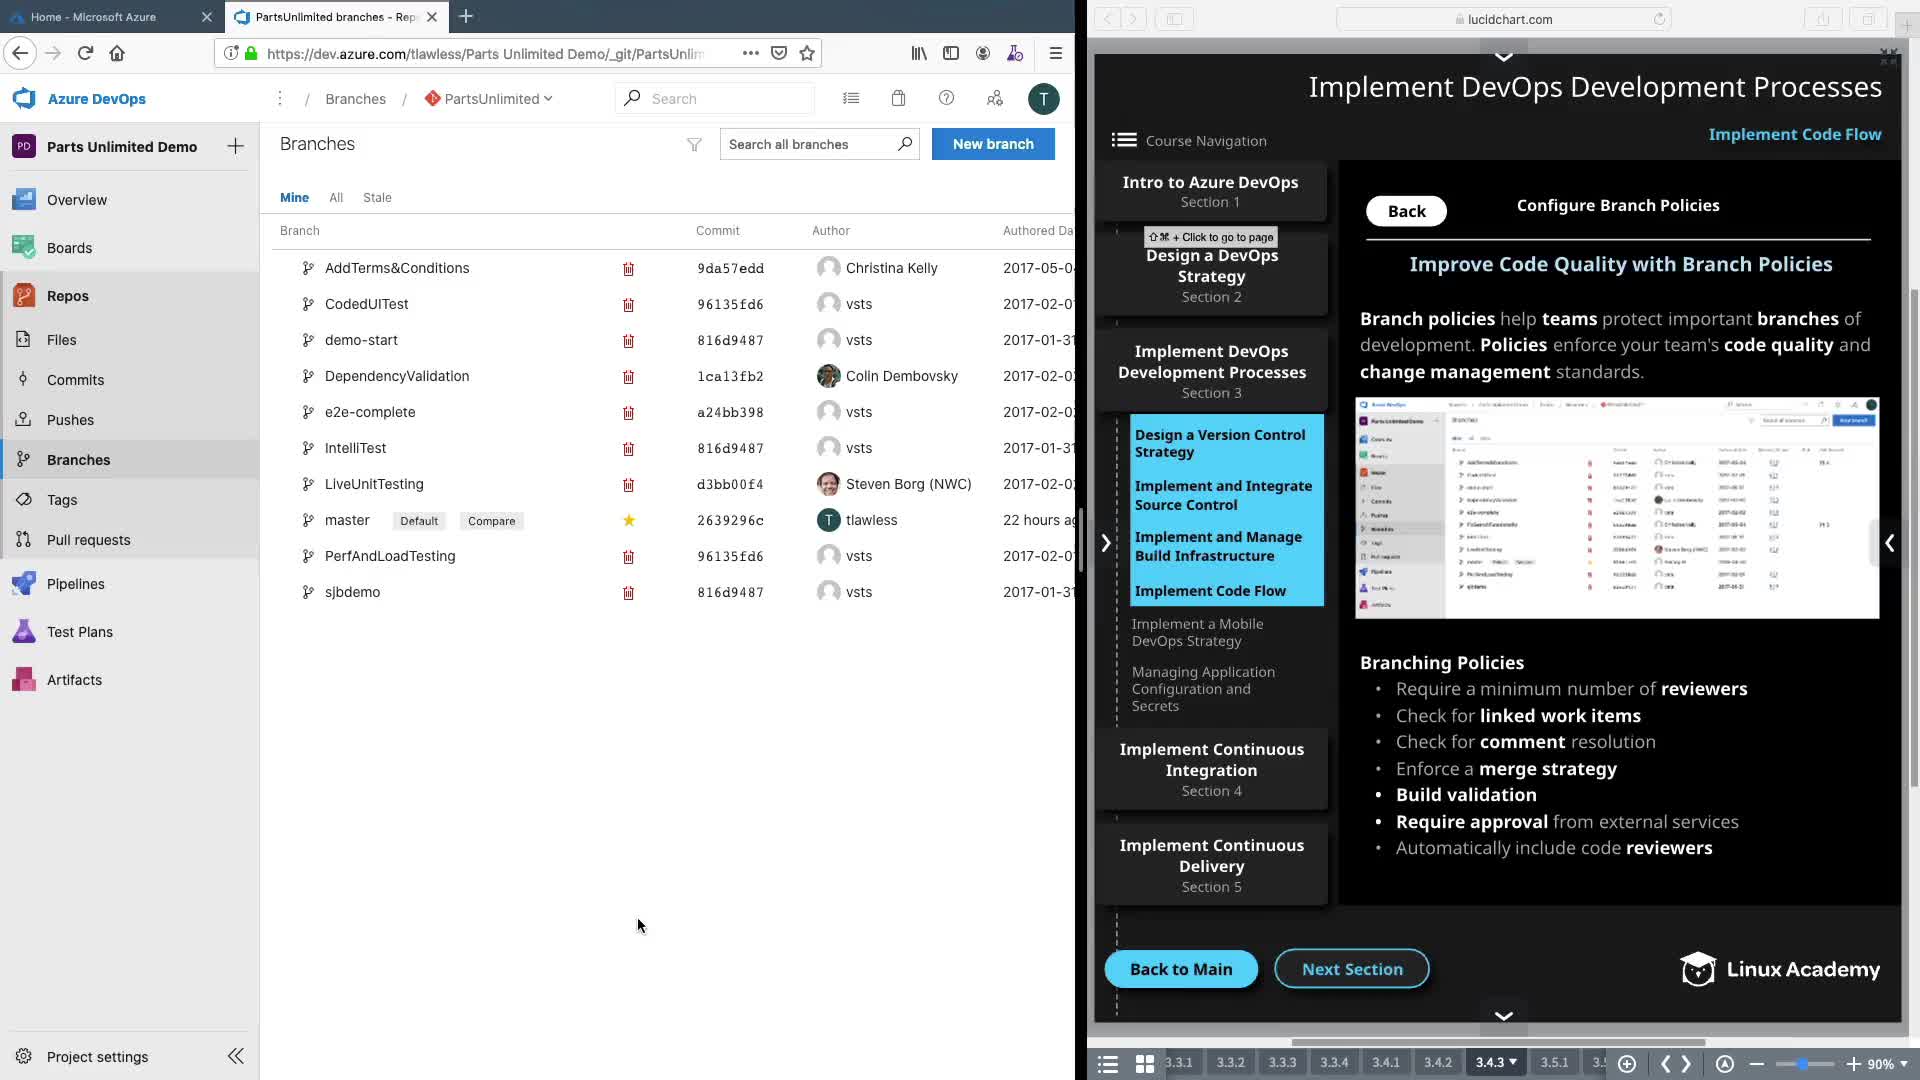 Home - Microsoft Azure
PartsUnlimited branches - Rep
https://dev.azure.com/tlawless/Parts Unlimited Demo/_git/PartsUnlim
Azure DevOps
/ Branches / PartsUnlimited
Search
T
PD Parts Unlimited Demo
Overview
Boards
Repos
Files
Commits
Pushes
Branches
Tags
Pull requests
Pipelines
Test Plans
Artifacts
Project settings
Branches
Search all branches
New branch
Mine All Stale
Branch Commit Author Authored Da
AddTerms&Conditions 9da57edd Christina Kelly 2017-05-0
CodedUITest 96135fd6 vsts 2017-02-0
demo-start 816d9487 vsts 2017-01-31
DependencyValidation 1ca13fb2 Colin Dembovsky 2017-02-0
e2e-complete a24bb398 vsts 2017-02-0
IntelliTest 816d9487 vsts 2017-01-31
LiveUnitTesting d3bb00f4 Steven Borg (NWC) 2017-02-0
master Default Compare 2639296c T tlawless 22 hours ag
PerfAndLoadTesting 96135fd6 vsts 2017-02-0
sjbdemo 816d9487 vsts 2017-01-31
lucidchart.com
Implement DevOps Development Processes
Course Navigation
Implement Code Flow
Intro to Azure DevOps
Section 1
⇧⌘ + Click to go to page
Design a DevOps
Strategy
Section 2
Implement DevOps
Development Processes
Section 3
Design a Version Control
Strategy
Implement and Integrate
Source Control
Implement and Manage
Build Infrastructure
Implement Code Flow
Implement a Mobile
DevOps Strategy
Managing Application
Configuration and
Secrets
Implement Continuous
Integration
Section 4
Implement Continuous
Delivery
Section 5
Back
Configure Branch Policies
Improve Code Quality with Branch Policies
Branch policies help teams protect important branches of
development. Policies enforce your team's code quality and
change management standards.
Branching Policies
• Require a minimum number of reviewers
• Check for linked work items
• Check for comment resolution
• Enforce a merge strategy
• Build validation
• Require approval from external services
• Automatically include code reviewers
Back to Main
Next Section
Linux Academy
3.3.1 3.3.2 3.3.3 3.3.4 3.4.1 3.4.2 3.4.3 3.5.1 3.5
90%